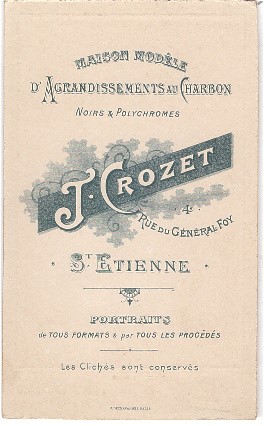 MAISON MODÈLE
D'AGRANDISSEMENTS AU CHARBON
NOIRS & POLYCHROMES
J. CROZET
4
RUE DU GÉNÉRAL FOY
ST ETIENNE
PORTRAITS
de TOUS FORMATS & par TOUS LES PROCÉDÉS
Les Clichés sont conservés